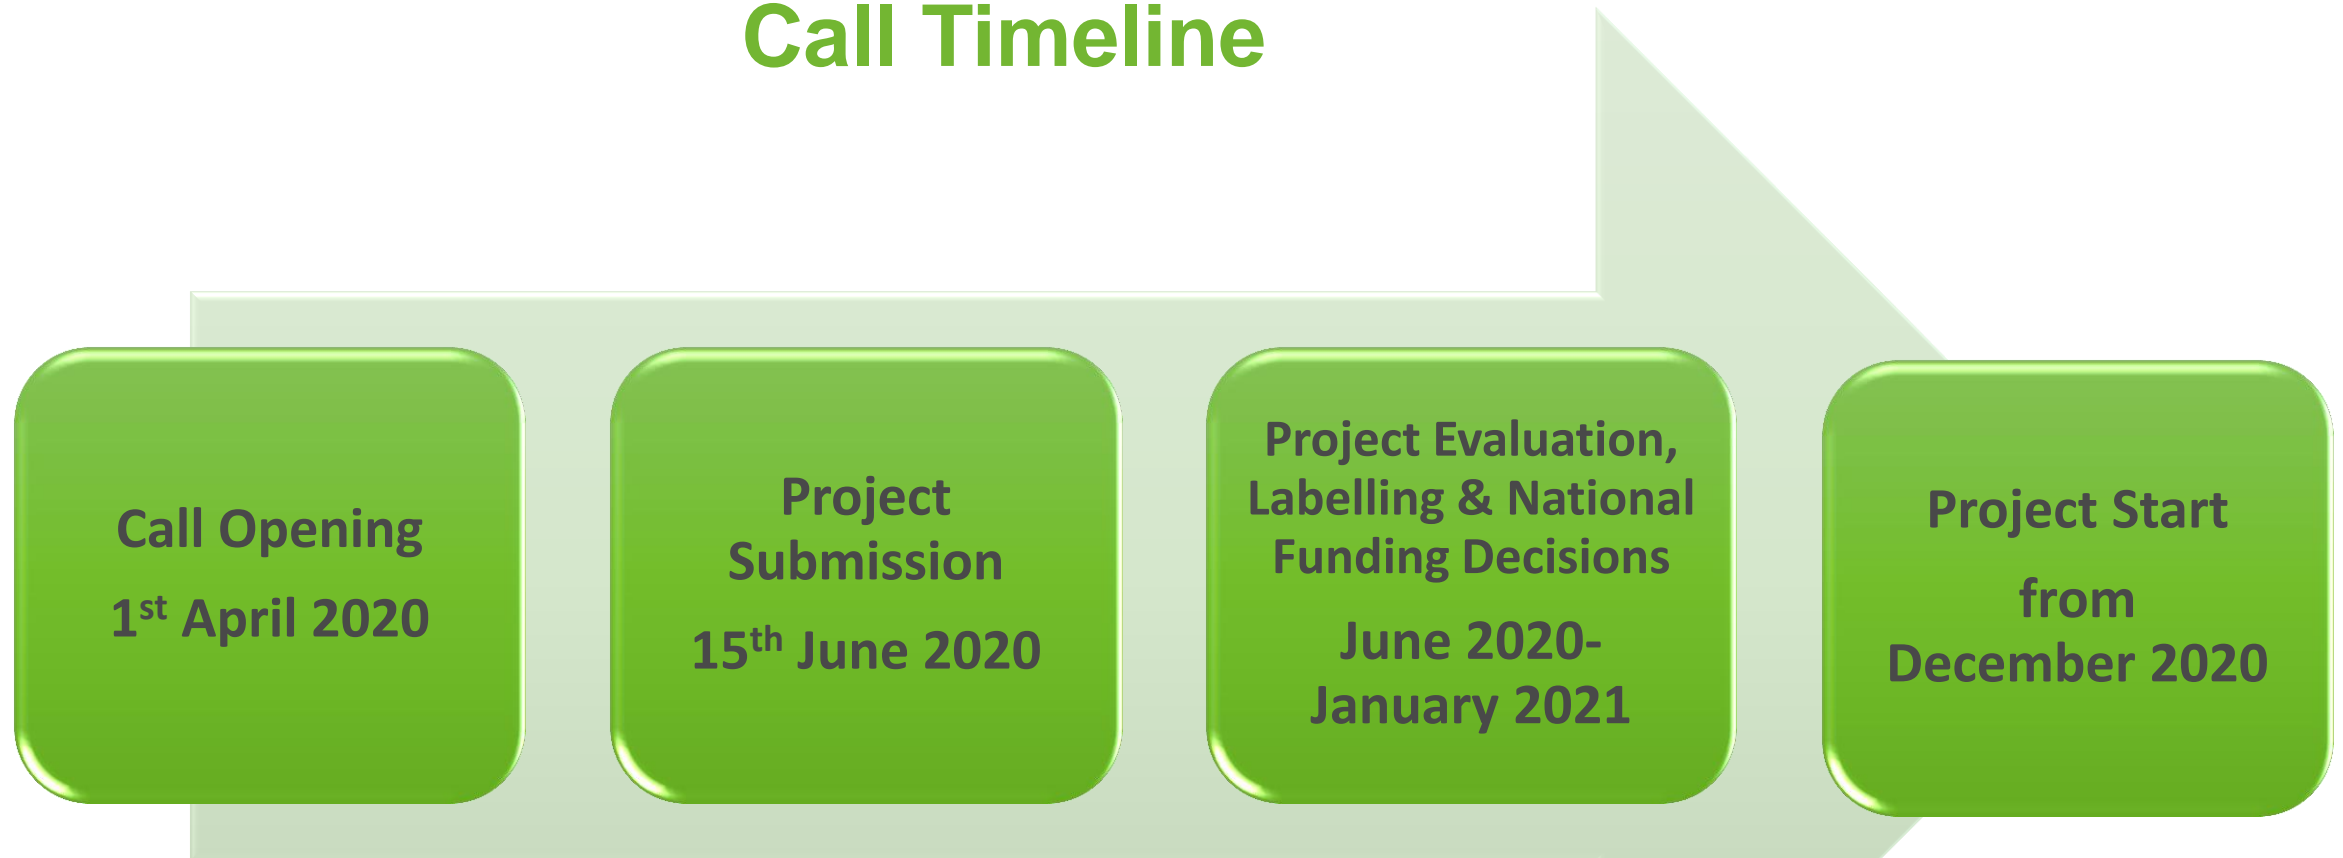 Call Timeline
Call Opening
1st April 2020
Project
Submission
15th June 2020
Project Evaluation,
Labelling & National
Funding Decisions
June 2020-
January 2021
Project Start
from
December 2020